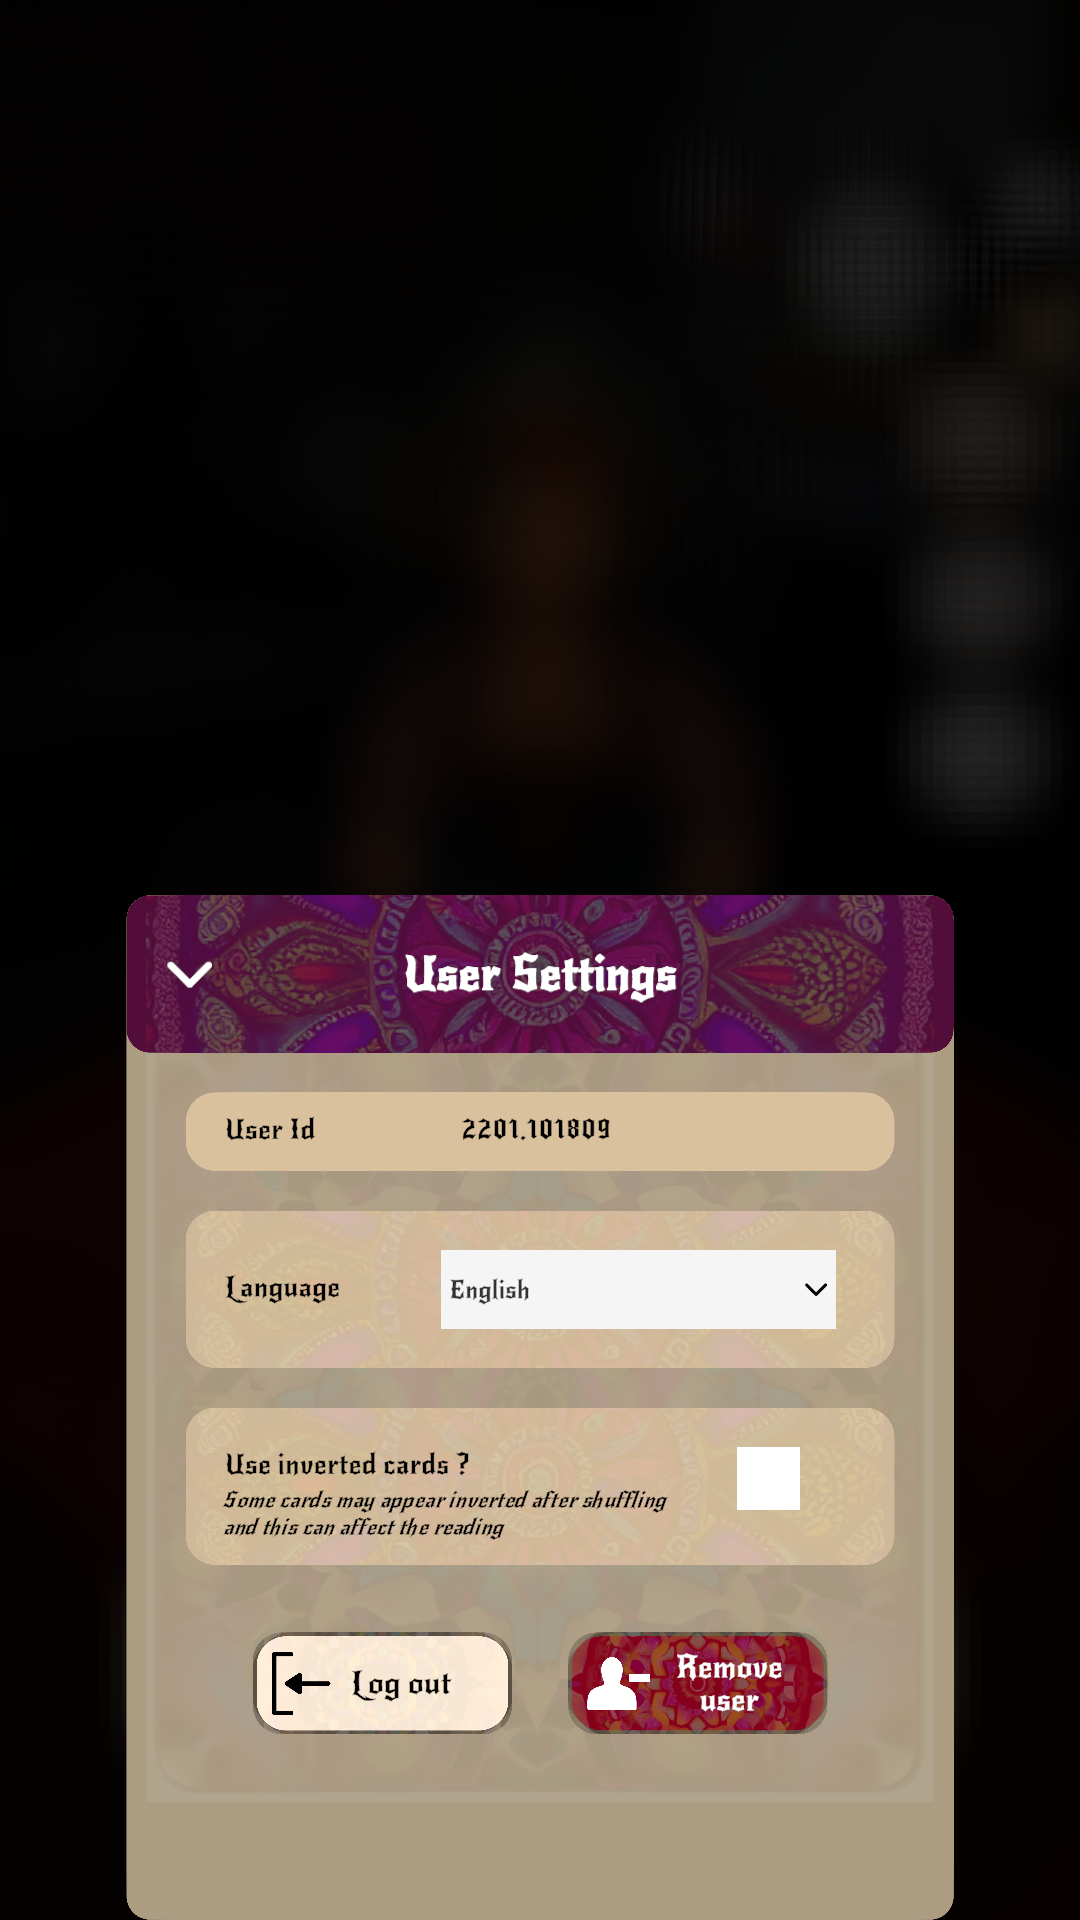 User Settings
User Id 2201.101809
Language English
Use inverted cards ?
Some cards may appear inverted after shuffling
and this can affect the reading
Log out
Remove
user